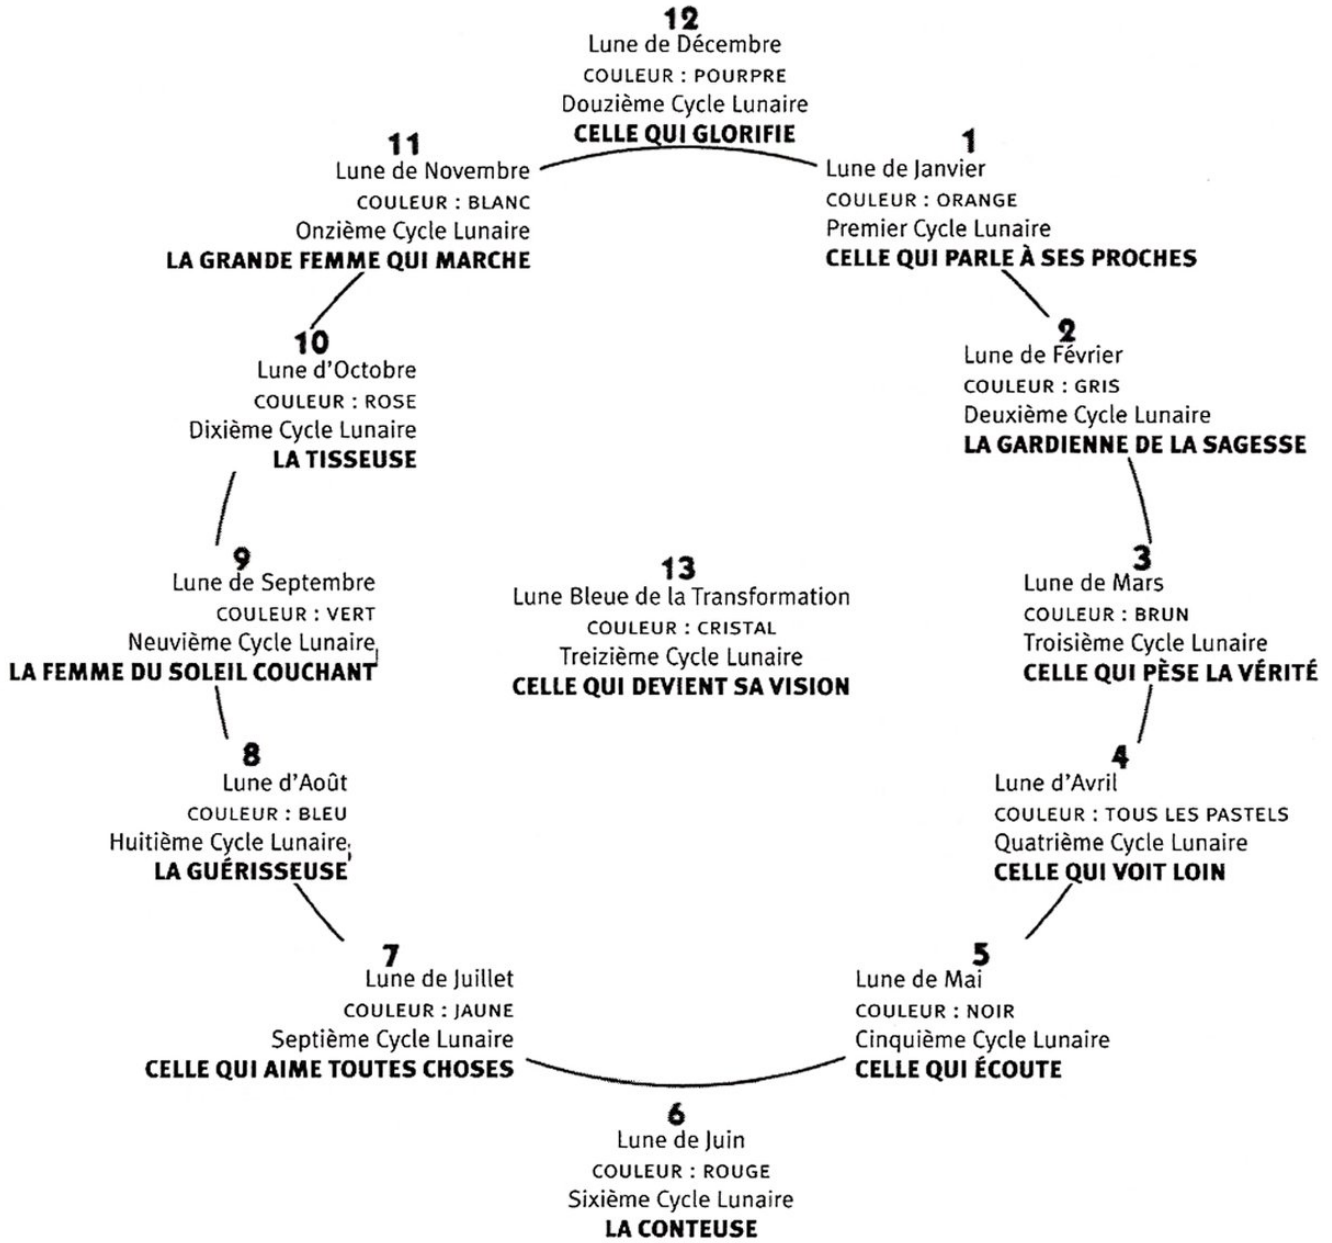 12
Lune de Décembre
COULEUR : POURPRE
Douzième Cycle Lunaire
CELLE QUI GLORIFIE
1
Lune de Janvier
COULEUR : ORANGE
Premier Cycle Lunaire
CELLE QUI PARLE À SES PROCHES
2
Lune de Février
COULEUR : GRIS
Deuxième Cycle Lunaire
LA GARDIENNE DE LA SAGESSE
3
Lune de Mars
COULEUR : BRUN
Troisième Cycle Lunaire
CELLE QUI PÈSE LA VÉRITÉ
4
Lune d'Avril
COULEUR : TOUS LES PASTELS
Quatrième Cycle Lunaire
CELLE QUI VOIT LOIN
5
Lune de Mai
COULEUR : NOIR
Cinquième Cycle Lunaire
CELLE QUI ÉCOUTE
6
Lune de Juin
COULEUR : ROUGE
Sixième Cycle Lunaire
LA CONTEUSE
7
Lune de Juillet
COULEUR : JAUNE
Septième Cycle Lunaire
CELLE QUI AIME TOUTES CHOSES
8
Lune d'Août
COULEUR : BLEU
Huitième Cycle Lunaire
LA GUÉRISSEUSE
9
Lune de Septembre
COULEUR : VERT
Neuvième Cycle Lunaire
LA FEMME DU SOLEIL COUCHANT
10
Lune d'Octobre
COULEUR : ROSE
Dixième Cycle Lunaire
LA TISSEUSE
11
Lune de Novembre
COULEUR : BLANC
Onzième Cycle Lunaire
LA GRANDE FEMME QUI MARCHE
13
Lune Bleue de la Transformation
COULEUR : CRISTAL
Treizième Cycle Lunaire
CELLE QUI DEVIENT SA VISION